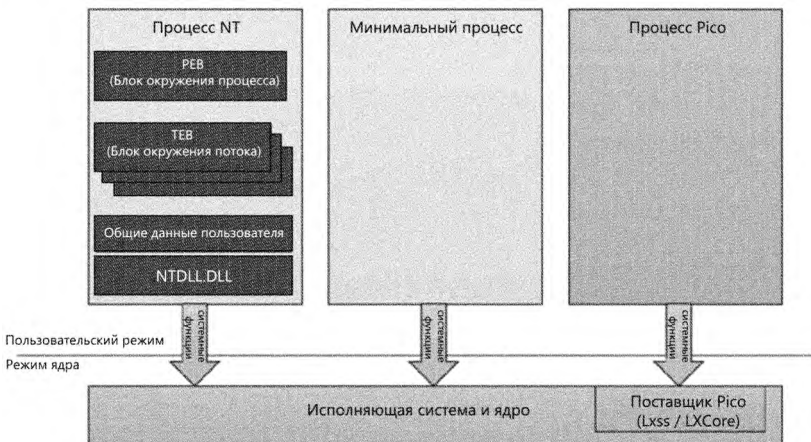 Процесс NT
PEB
(Блок окружения процесса)
TEB
(Блок окружения потока)
Общие данные пользователя
NTDLL.DLL
Минимальный процесс
Процесс Pico
системные
функции
системные
функции
системные
функции
Пользовательский режим
Режим ядра
Исполняющая система и ядро
Поставщик Pico
(Lxss / LXCore)